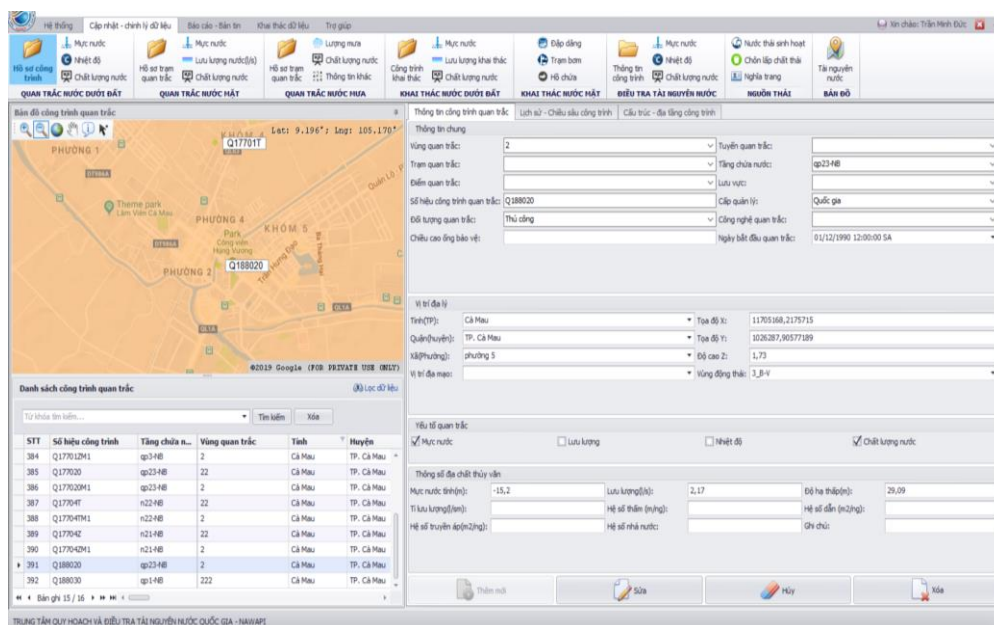 Hệ thống Cập nhật - chỉnh lý dữ liệu Báo cáo - Bản tin Khai thác dữ liệu Trợ giúp Xin chào: Trần Minh Đức
Hồ sơ công trình Mực nước Nhiệt độ Chất lượng nước
QUAN TRẮC NƯỚC DƯỚI ĐẤT
Hồ sơ trạm quan trắc Mực nước Lưu lượng nước(l/s) Chất lượng nước
QUAN TRẮC NƯỚC MẶT
Hồ sơ trạm quan trắc Lượng mưa Chất lượng nước Thông tin khác
QUAN TRẮC NƯỚC MƯA
Công trình khai thác Mực nước Lưu lượng khai thác Chất lượng nước
KHAI THÁC NƯỚC DƯỚI ĐẤT
Đập dâng Trạm bơm Hồ chứa
KHAI THÁC NƯỚC MẶT
Thông tin công trình Mực nước Nhiệt độ Chất lượng nước
ĐIỀU TRA TÀI NGUYÊN NƯỚC
Nước thải sinh hoạt Chôn lấp chất thải Nghĩa trang
NGUỒN THẢI
Tài nguyên nước
BẢN ĐỒ
Bản đồ công trình quan trắc
Lat: 9.196°; Lng: 105.170°
KHÓM 4
Q17701T
PHƯỜNG 1
DT986A
Quản Lộ P
Theme park
Lâm Viên Cà Mau
PHƯỜNG 4
KHÓM 5
Park
Công viên
Hùng Vương
DT986A
Trần Hưng Đạo
PHƯỜNG 2
Q188020
QL1A
QL1A
©2019 Google (FOR PRIVATE USE ONLY)
Danh sách công trình quan trắc Lọc dữ liệu
Từ khóa tìm kiếm... Tìm kiếm Xóa
STT Số hiệu công trình Tầng chứa n... Vùng quan trắc Tỉnh Huyện
384 Q17701ZM1 qp3-NB 2 Cà Mau TP. Cà Mau
385 Q177020 qp23-NB 22 Cà Mau TP. Cà Mau
386 Q177020M1 qp23-NB 2 Cà Mau TP. Cà Mau
387 Q17704T n22-NB 22 Cà Mau TP. Cà Mau
388 Q17704TM1 n22-NB 2 Cà Mau TP. Cà Mau
389 Q17704Z n21-NB 22 Cà Mau TP. Cà Mau
390 Q17704ZM1 n21-NB 2 Cà Mau TP. Cà Mau
391 Q188020 qp23-NB 2 Cà Mau TP. Cà Mau
392 Q188030 qp1-NB 222 Cà Mau TP. Cà Mau
Bản ghi 15 / 16
Thông tin công trình quan trắc Lịch sử - Chiều sâu công trình Cấu trúc - địa tầng công trình
Thông tin chung
Vùng quan trắc: 2 Tuyến quan trắc:
Trạm quan trắc: Tầng chứa nước: qp23-NB
Điểm quan trắc: Lưu vực:
Số hiệu công trình quan trắc: Q188020 Cấp quản lý: Quốc gia
Đối tượng quan trắc: Thủ công Công nghệ quan trắc:
Chiều cao ống bảo vệ: Ngày bắt đầu quan trắc: 01/12/1990 12:00:00 SA
Vị trí địa lý
Tỉnh(TP): Cà Mau Tọa độ X: 11705168,2175715
Quận(huyện): TP. Cà Mau Tọa độ Y: 1026287,90577189
Xã(Phường): phường 5 Độ cao Z: 1,73
Vị trí địa mạo: Vùng động thái: 3_B-V
Yếu tố quan trắc
Mực nước Lưu lượng Nhiệt độ Chất lượng nước
Thông số địa chất thủy văn
Mực nước tĩnh(m): -15,2 Lưu lượng(l/s): 2,17 Độ hạ thấp(m): 29,09
Tỉ lưu lượng(l/sm): Hệ số thấm (m/ng): Hệ số dẫn (m2/ng):
Hệ số truyền áp(m2/ng): Hệ số nhả nước: Ghi chú:
Thêm mới Sửa Hủy Xóa
TRUNG TÂM QUY HOẠCH VÀ ĐIỀU TRA TÀI NGUYÊN NƯỚC QUỐC GIA - NAWAPI